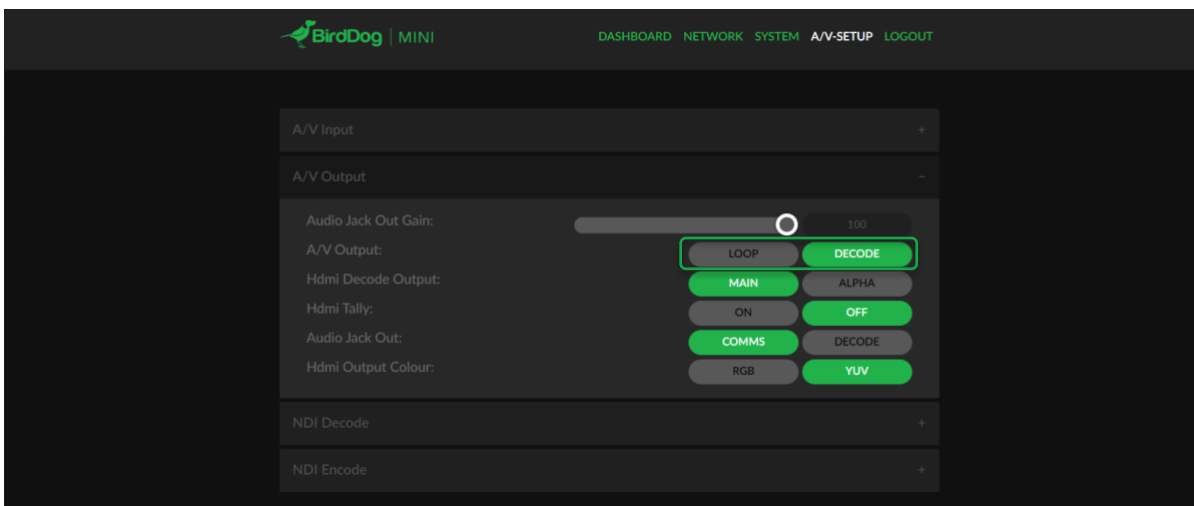 BirdDog | MINI
DASHBOARD NETWORK SYSTEM A/V-SETUP LOGOUT
A/V Input +
A/V Output –
Audio Jack Out Gain: 100
A/V Output: LOOP DECODE
Hdmi Decode Output: MAIN ALPHA
Hdmi Tally: ON OFF
Audio Jack Out: COMMS DECODE
Hdmi Output Colour: RGB YUV
NDI Decode +
NDI Encode +